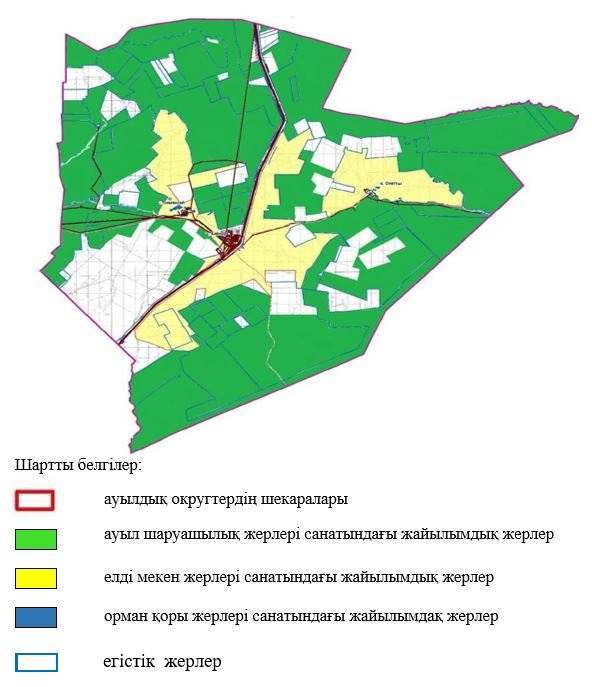 Шартты белгілер:
ауылдық округтердің шекаралары
ауыл шаруашылық жерлері санатындағы жайылымдық жерлер
елді мекен жерлері санатындағы жайылымдық жерлер
орман қоры жерлері санатындағы жайылымдақ жерлер
егістік жерлер